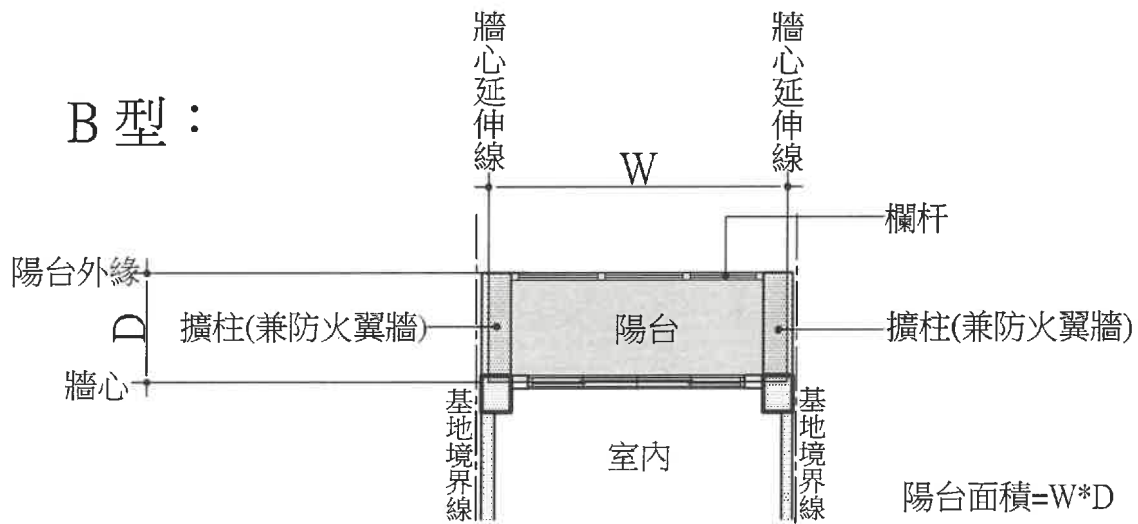 牆心延伸線
牆心延伸線
B 型：
W
欄杆
陽台外緣
D
擴柱(兼防火翼牆)
陽台
擴柱(兼防火翼牆)
牆心
基地境界線
基地境界線
室內
陽台面積=W*D